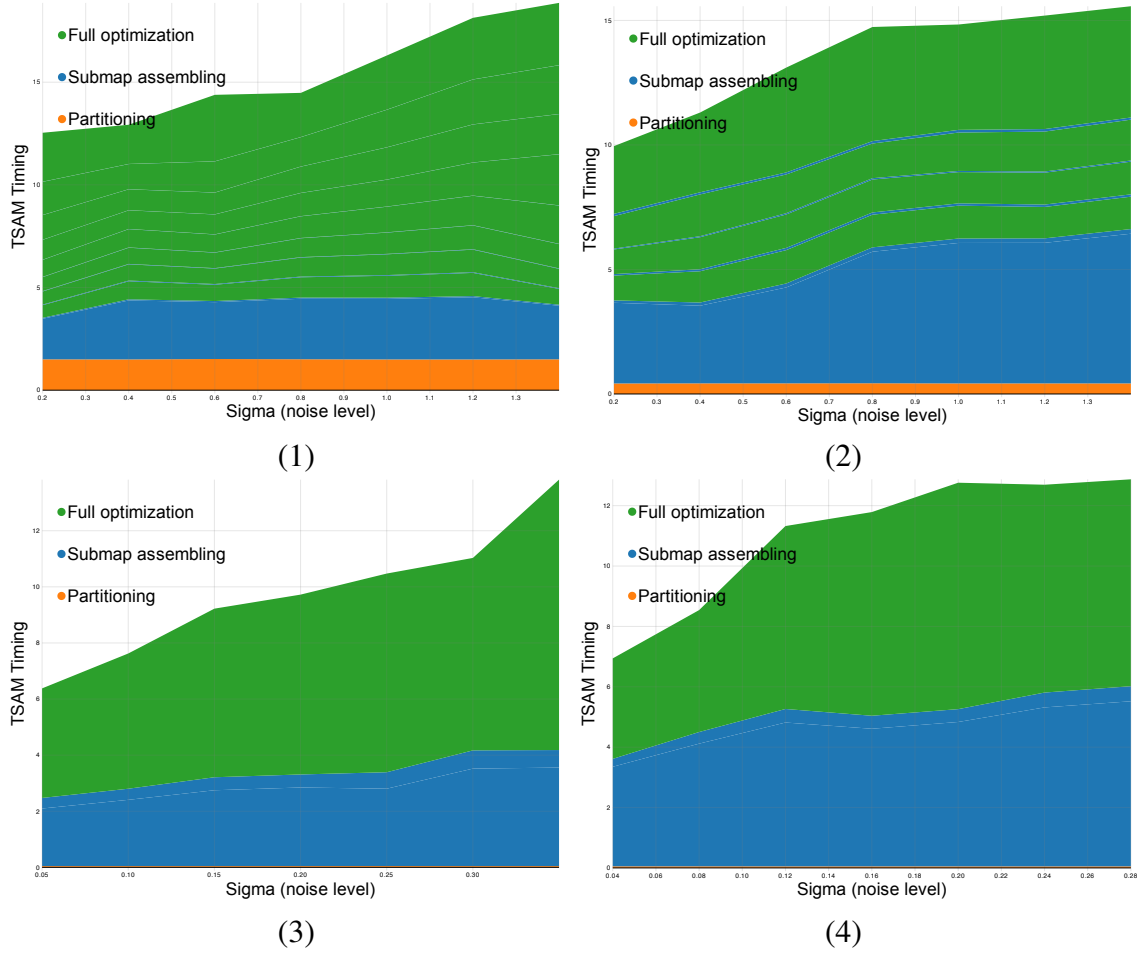 Full optimization
Submap assembling
Partitioning
TSAM Timing
15
10
5
0
0.2 0.3 0.4 0.5 0.6 0.7 0.8 0.9 1.0 1.1 1.2 1.3
Sigma (noise level)
(1)
Full optimization
Submap assembling
Partitioning
TSAM Timing
15
10
5
0
0.2 0.3 0.4 0.5 0.6 0.7 0.8 0.9 1.0 1.1 1.2 1.3
Sigma (noise level)
(2)
Full optimization
Submap assembling
Partitioning
TSAM Timing
12
10
8
6
4
2
0
0.05 0.10 0.15 0.20 0.25 0.30
Sigma (noise level)
(3)
Full optimization
Submap assembling
Partitioning
TSAM Timing
12
10
8
6
4
2
0
0.04 0.06 0.08 0.10 0.12 0.14 0.16 0.18 0.20 0.22 0.24 0.26 0.28
Sigma (noise level)
(4)